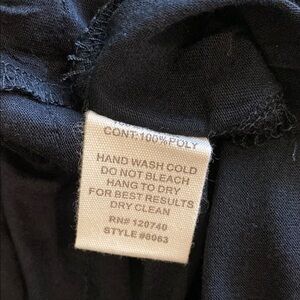 CONT:100% POLY
HAND WASH COLD
DO NOT BLEACH
HANG TO DRY
FOR BEST RESULTS
DRY CLEAN
RN# 120740
STYLE #8063